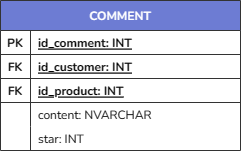 COMMENT
PK id_comment: INT
FK id_customer: INT
FK id_product: INT
content: NVARCHAR
star: INT